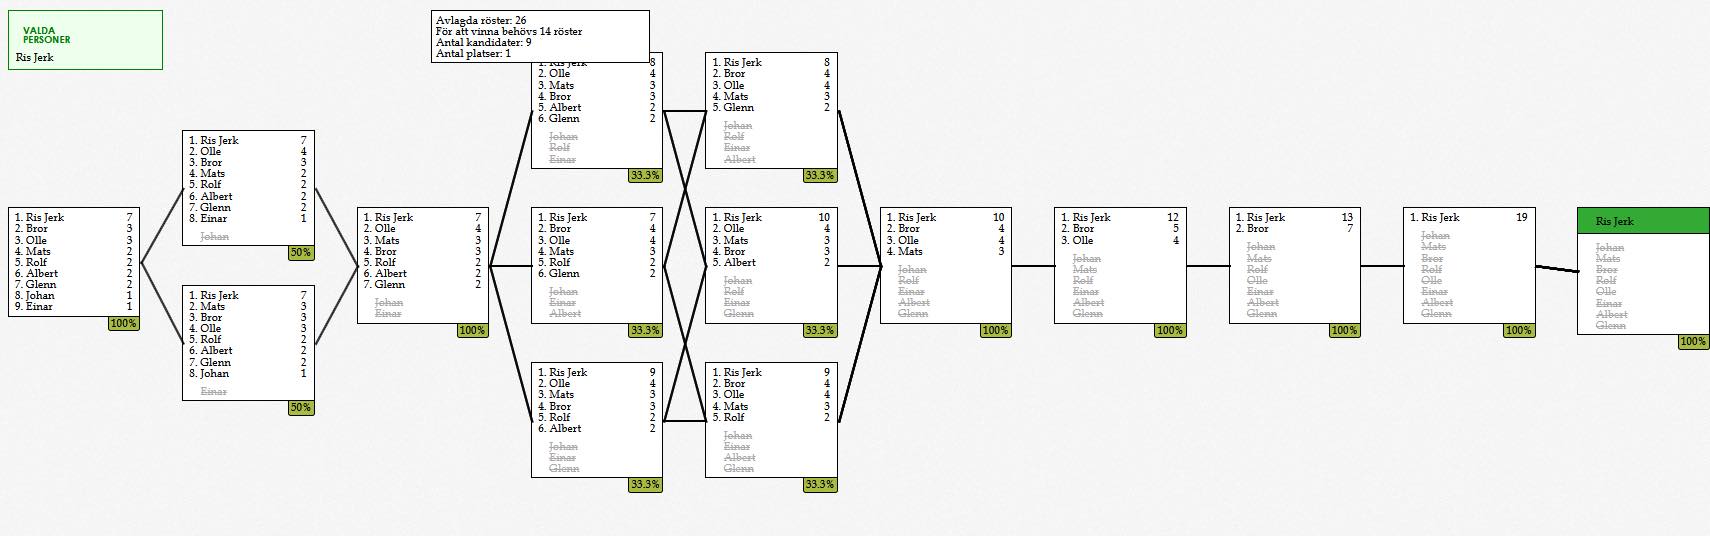 VALDA
PERSONER
Ris Jerk
Avlagda röster: 26
För att vinna behövs 14 röster
Antal kandidater: 9
Antal platser: 1
1. Ris Jerk 7
2. Bror 3
3. Olle 3
4. Mats 2
5. Rolf 2
6. Albert 2
7. Glenn 2
8. Johan 1
9. Einar 1
100%
1. Ris Jerk 7
2. Olle 4
3. Bror 3
4. Mats 2
5. Rolf 2
6. Albert 2
7. Glenn 2
8. Einar 1
Johan
50%
1. Ris Jerk 7
2. Mats 3
3. Bror 3
4. Olle 3
5. Rolf 2
6. Albert 2
7. Glenn 2
8. Johan 1
Einar
50%
1. Ris Jerk 7
2. Olle 4
3. Mats 3
4. Bror 3
5. Rolf 2
6. Albert 2
7. Glenn 2
Johan
Einar
100%
1. Ris Jerk 8
2. Olle 4
3. Mats 3
4. Bror 3
5. Albert 2
6. Glenn 2
Johan
Rolf
Einar
33.3%
1. Ris Jerk 7
2. Bror 4
3. Olle 4
4. Mats 3
5. Rolf 2
6. Glenn 2
Johan
Einar
Albert
33.3%
1. Ris Jerk 9
2. Olle 4
3. Mats 3
4. Bror 3
5. Rolf 2
6. Albert 2
Johan
Einar
Glenn
33.3%
1. Ris Jerk 8
2. Bror 4
3. Olle 4
4. Mats 3
5. Glenn 2
Johan
Rolf
Einar
Albert
33.3%
1. Ris Jerk 10
2. Olle 4
3. Mats 3
4. Bror 3
5. Albert 2
Johan
Rolf
Einar
Glenn
33.3%
1. Ris Jerk 9
2. Bror 4
3. Olle 4
4. Mats 3
5. Rolf 2
Johan
Einar
Albert
Glenn
33.3%
1. Ris Jerk 10
2. Bror 4
3. Olle 4
4. Mats 3
Johan
Rolf
Einar
Albert
Glenn
100%
1. Ris Jerk 12
2. Bror 5
3. Olle 4
Johan
Mats
Rolf
Einar
Albert
Glenn
100%
1. Ris Jerk 13
2. Bror 7
Johan
Mats
Rolf
Olle
Einar
Albert
Glenn
100%
1. Ris Jerk 19
Johan
Mats
Bror
Rolf
Olle
Einar
Albert
Glenn
100%
Ris Jerk
Johan
Mats
Bror
Rolf
Olle
Einar
Albert
Glenn
100%